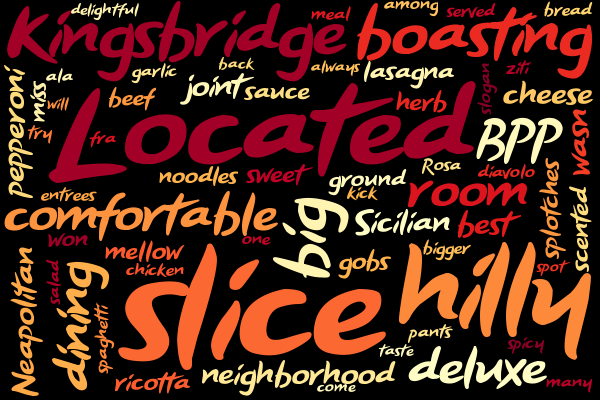 delightful
meal
among
served
bread
Kingsbridge
boasting
pepperoni
miss
ala
garlic
back
always
lasagna
slogan
ziti
will
beef
joint
sauce
herb
cheese
try
fra
Located
BPP
wasn
noodles
sweet
ground
kick
Rosa
room
diavolo
splotches
scented
entrees
comfortable
big
Sicilian
best
won
one
mellow
chicken
gobs
bigger
hilly
spot
Neapolitan
salad
dining
spaghetti
slice
pants
taste
spicy
ricotta
neighborhood
come
deluxe
many